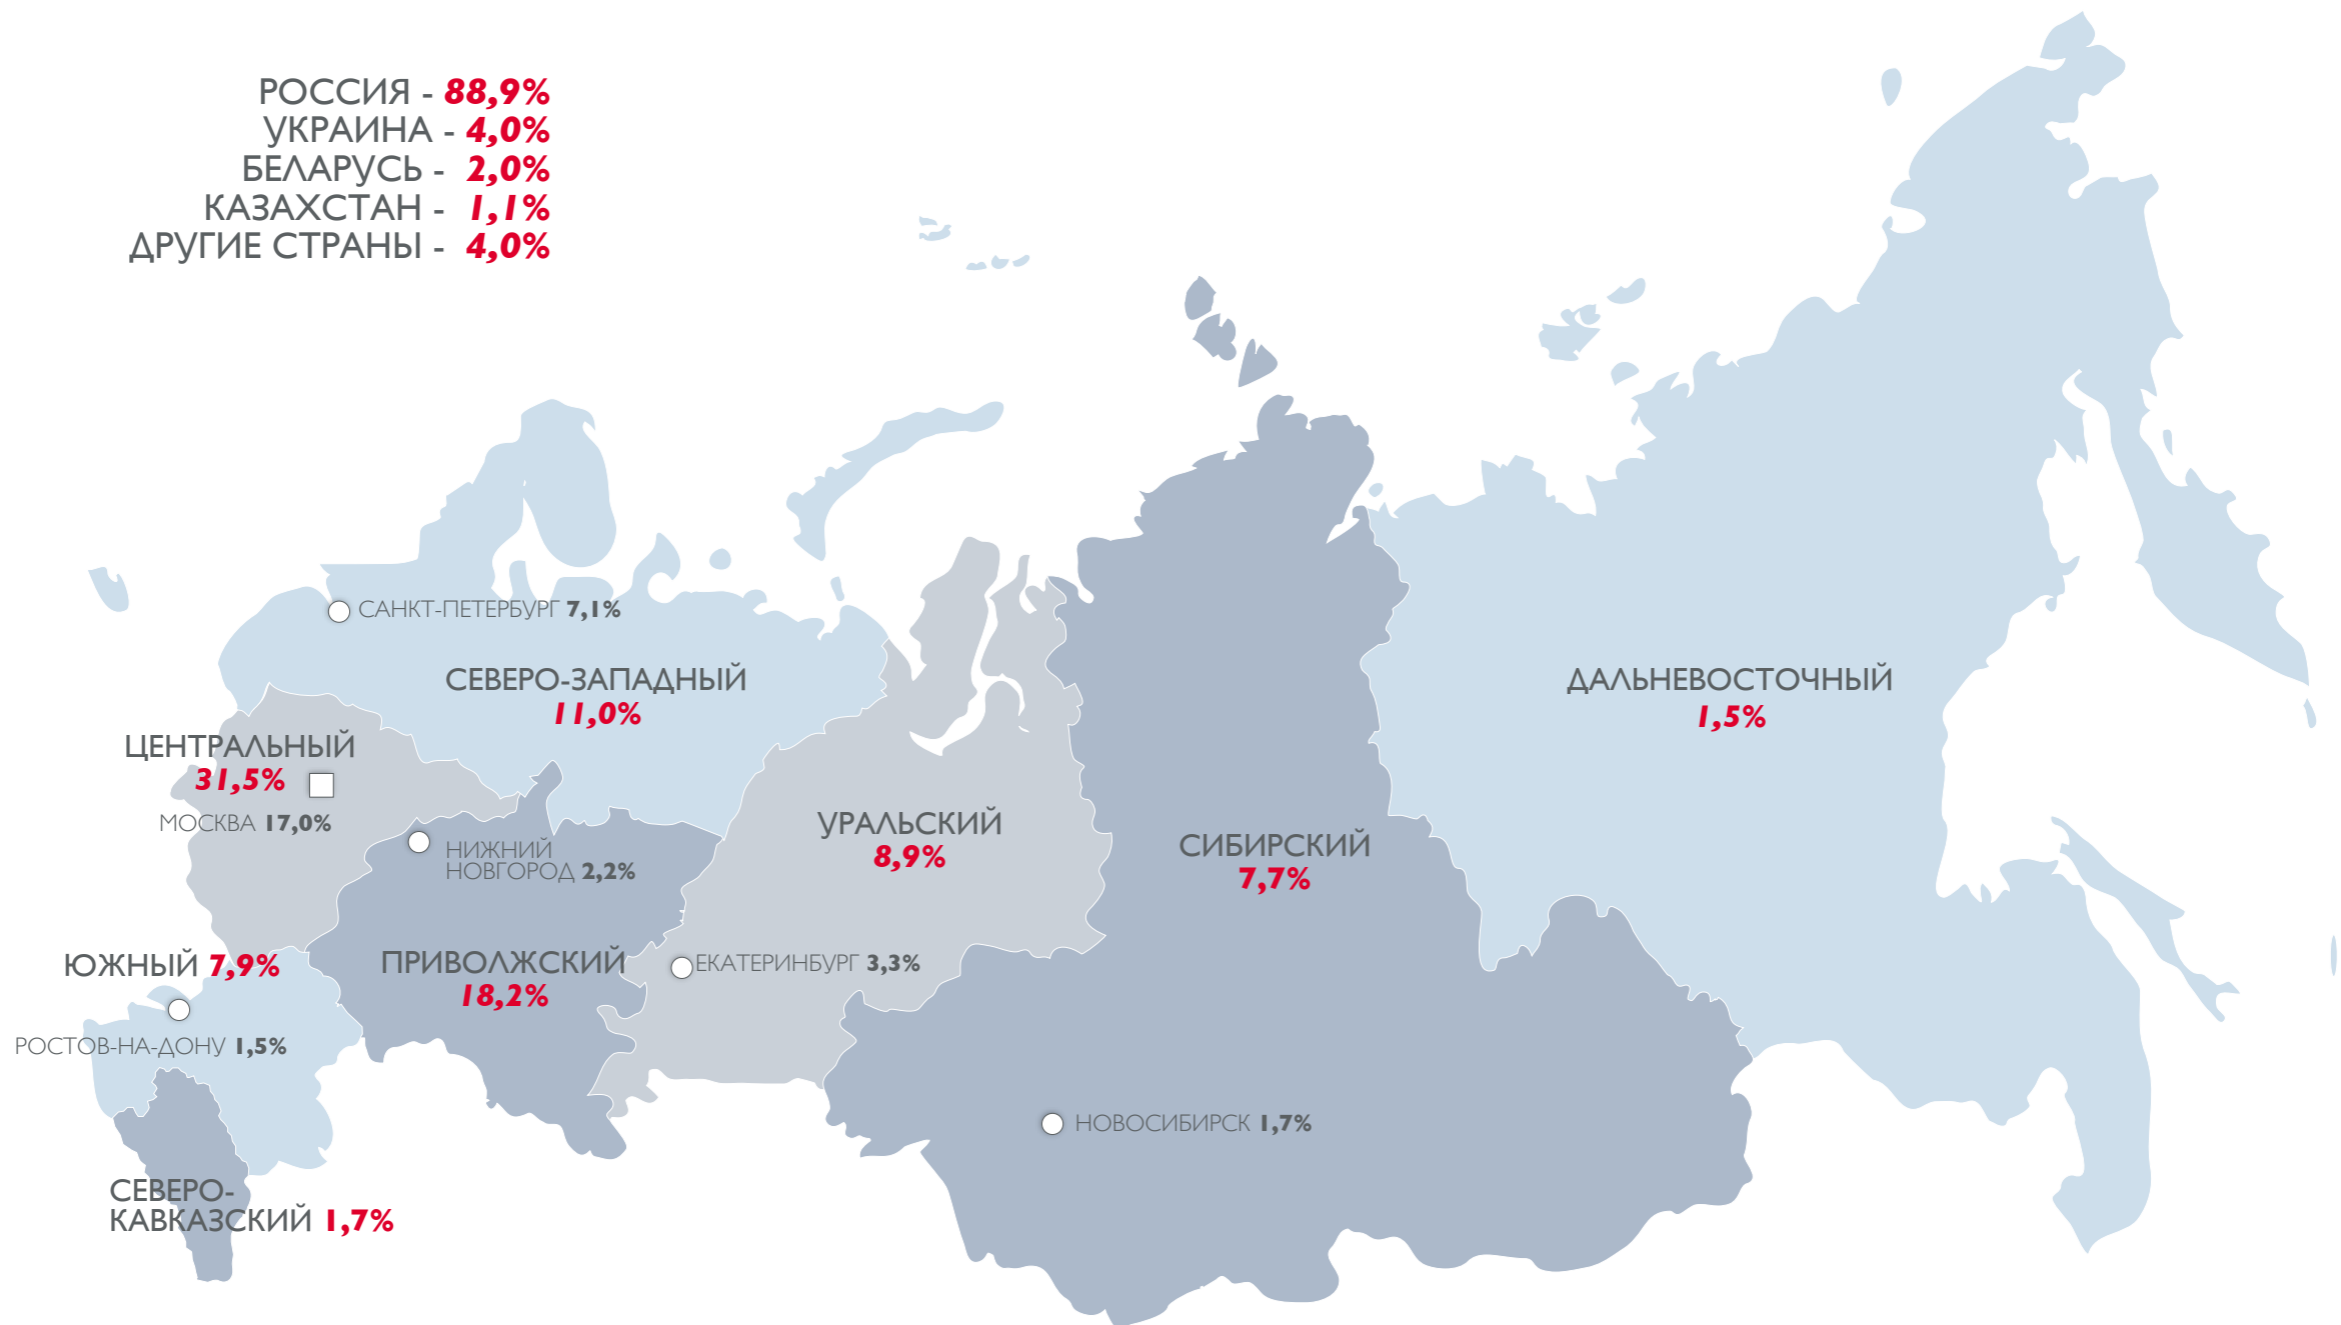 РОССИЯ - 88,9%
УКРАИНА - 4,0%
БЕЛАРУСЬ - 2,0%
КАЗАХСТАН - 1,1%
ДРУГИЕ СТРАНЫ - 4,0%
САНКТ-ПЕТЕРБУРГ 7,1%
СЕВЕРО-ЗАПАДНЫЙ
11,0%
ДАЛЬНЕВОСТОЧНЫЙ
1,5%
ЦЕНТРАЛЬНЫЙ
31,5%
МОСКВА 17,0%
УРАЛЬСКИЙ
8,9%
СИБИРСКИЙ
7,7%
НИЖНИЙ
НОВГОРОД 2,2%
ЮЖНЫЙ 7,9%
ПРИВОЛЖСКИЙ
18,2%
ЕКАТЕРИНБУРГ 3,3%
РОСТОВ-НА-ДОНУ 1,5%
НОВОСИБИРСК 1,7%
СЕВЕРО-
КАВКАЗСКИЙ 1,7%